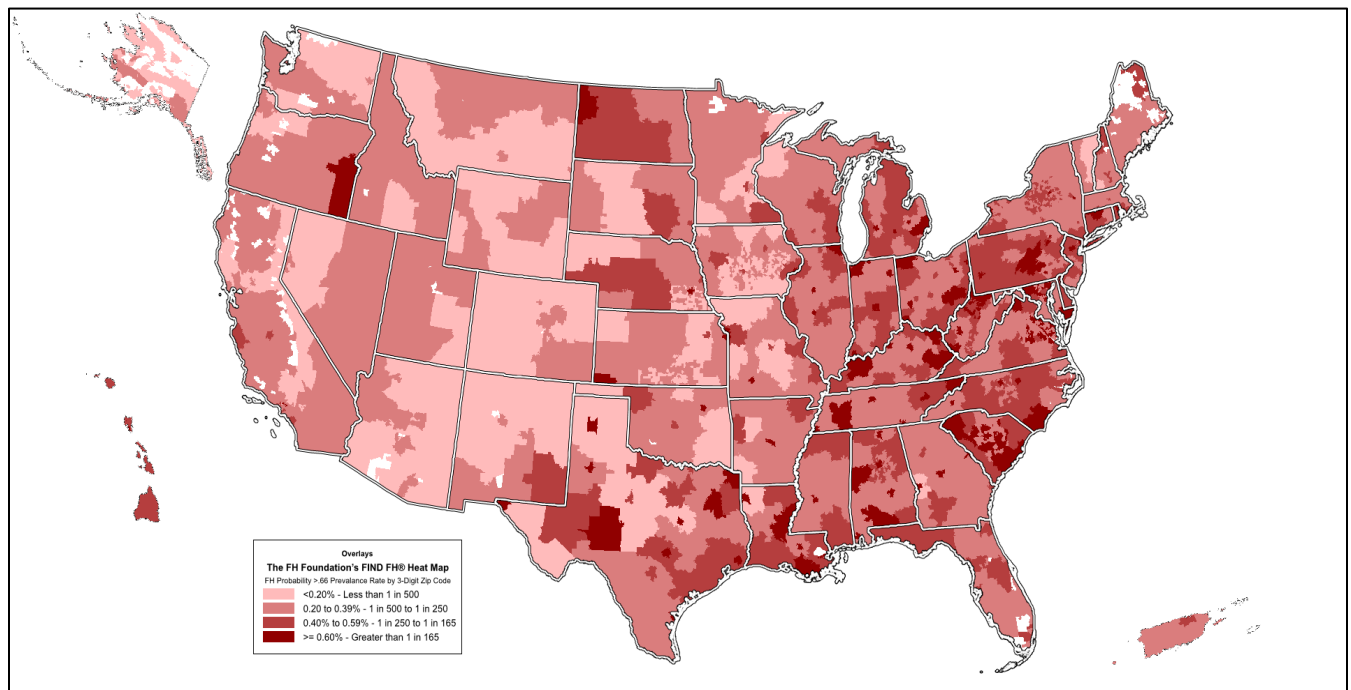 Overlays
The FH Foundation's FIND FH® Heat Map
FH Probability >.66 Prevalance Rate by 3-Digit Zip Code
<0.20% - Less than 1 in 500
0.20 to 0.39% - 1 in 500 to 1 in 250
0.40% to 0.59% - 1 in 250 to 1 in 165
>= 0.60% - Greater than 1 in 165